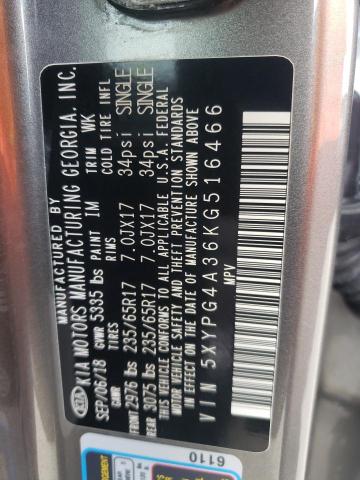 MANUFACTURED BY
KIA KIA MOTORS MANUFACTURING GEORGIA, INC.
SEP/06/18 GVWR 5335 lbs PAINT IM TRIM WK
GAWR TIRES RIMS COLD TIRE INFL
FRONT 2976 lbs 235/65R17 7.0JX17 34psi SINGLE
REAR 3075 lbs 235/65R17 7.0JX17 34psi SINGLE
THIS VEHICLE CONFORMS TO ALL APPLICABLE U.S.A. FEDERAL
MOTOR VEHICLE SAFETY AND THEFT PREVENTION STANDARDS
IN EFFECT ON THE DATE OF MANUFACTURE SHOWN ABOVE
VIN 5XYPG4A36KG516466
MPV
6110